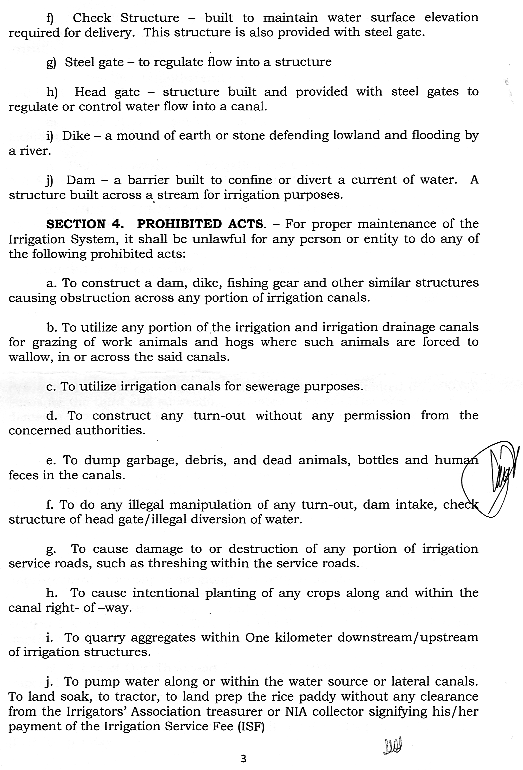 f) Check Structure – built to maintain water surface elevation
required for delivery. This structure is also provided with steel gate.
g) Steel gate – to regulate flow into a structure
h) Head gate – structure built and provided with steel gates to
regulate or control water flow into a canal.
i) Dike – a mound of earth or stone defending lowland and flooding by
a river.
j) Dam – a barrier built to confine or divert a current of water. A
structure built across a stream for irrigation purposes.
SECTION 4. PROHIBITED ACTS. – For proper maintenance of the
Irrigation System, it shall be unlawful for any person or entity to do any of
the following prohibited acts:
a. To construct a dam, dike, fishing gear and other similar structures
causing obstruction across any portion of irrigation canals.
b. To utilize any portion of the irrigation and irrigation drainage canals
for grazing of work animals and hogs where such animals are forced to
wallow, in or across the said canals.
c. To utilize irrigation canals for sewerage purposes.
d. To construct any turn-out without any permission from the
concerned authorities.
e. To dump garbage, debris, and dead animals, bottles and human
feces in the canals.
f. To do any illegal manipulation of any turn-out, dam intake, check
structure of head gate/illegal diversion of water.
g. To cause damage to or destruction of any portion of irrigation
service roads, such as threshing within the service roads.
h. To cause intentional planting of any crops along and within the
canal right- of –way.
i. To quarry aggregates within One kilometer downstream/upstream
of irrigation structures.
j. To pump water along or within the water source or lateral canals.
To land soak, to tractor, to land prep the rice paddy without any clearance
from the Irrigators' Association treasurer or NIA collector signifying his/her
payment of the Irrigation Service Fee (ISF)
3